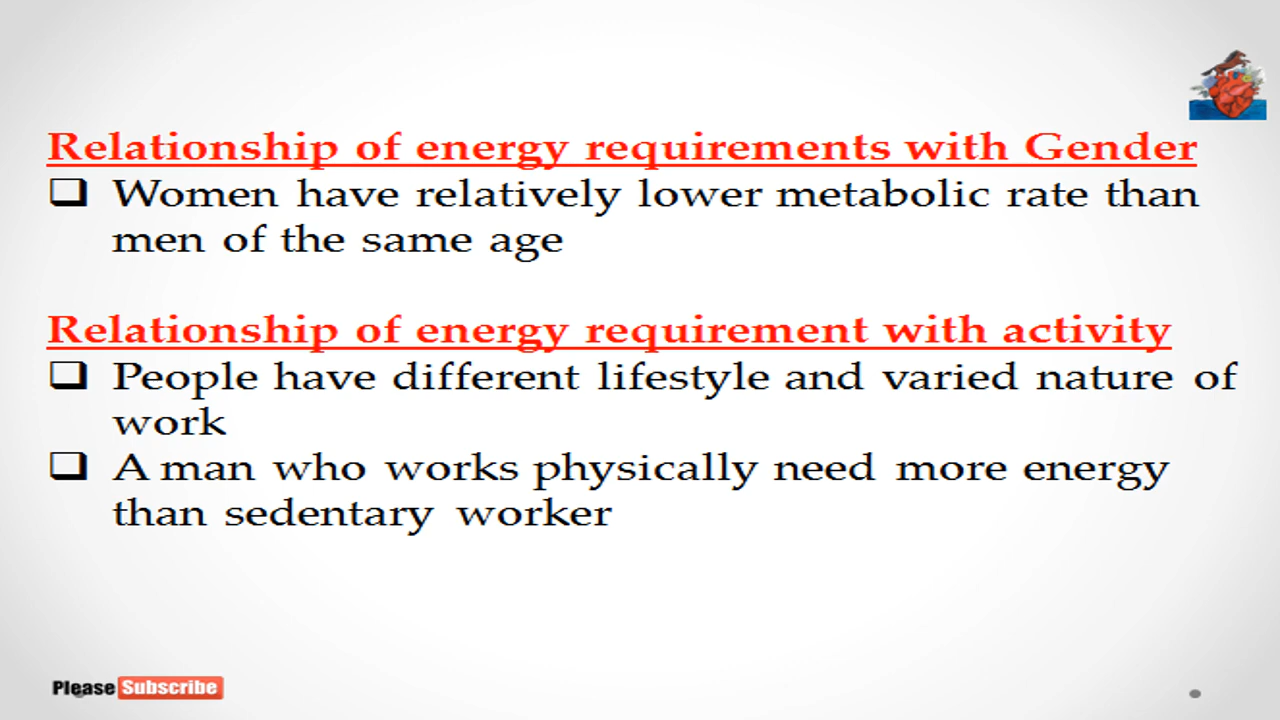 Relationship of energy requirements with Gender
❑ Women have relatively lower metabolic rate than
men of the same age
Relationship of energy requirement with activity
❑ People have different lifestyle and varied nature of
work
❑ A man who works physically need more energy
than sedentary worker
Please Subscribe